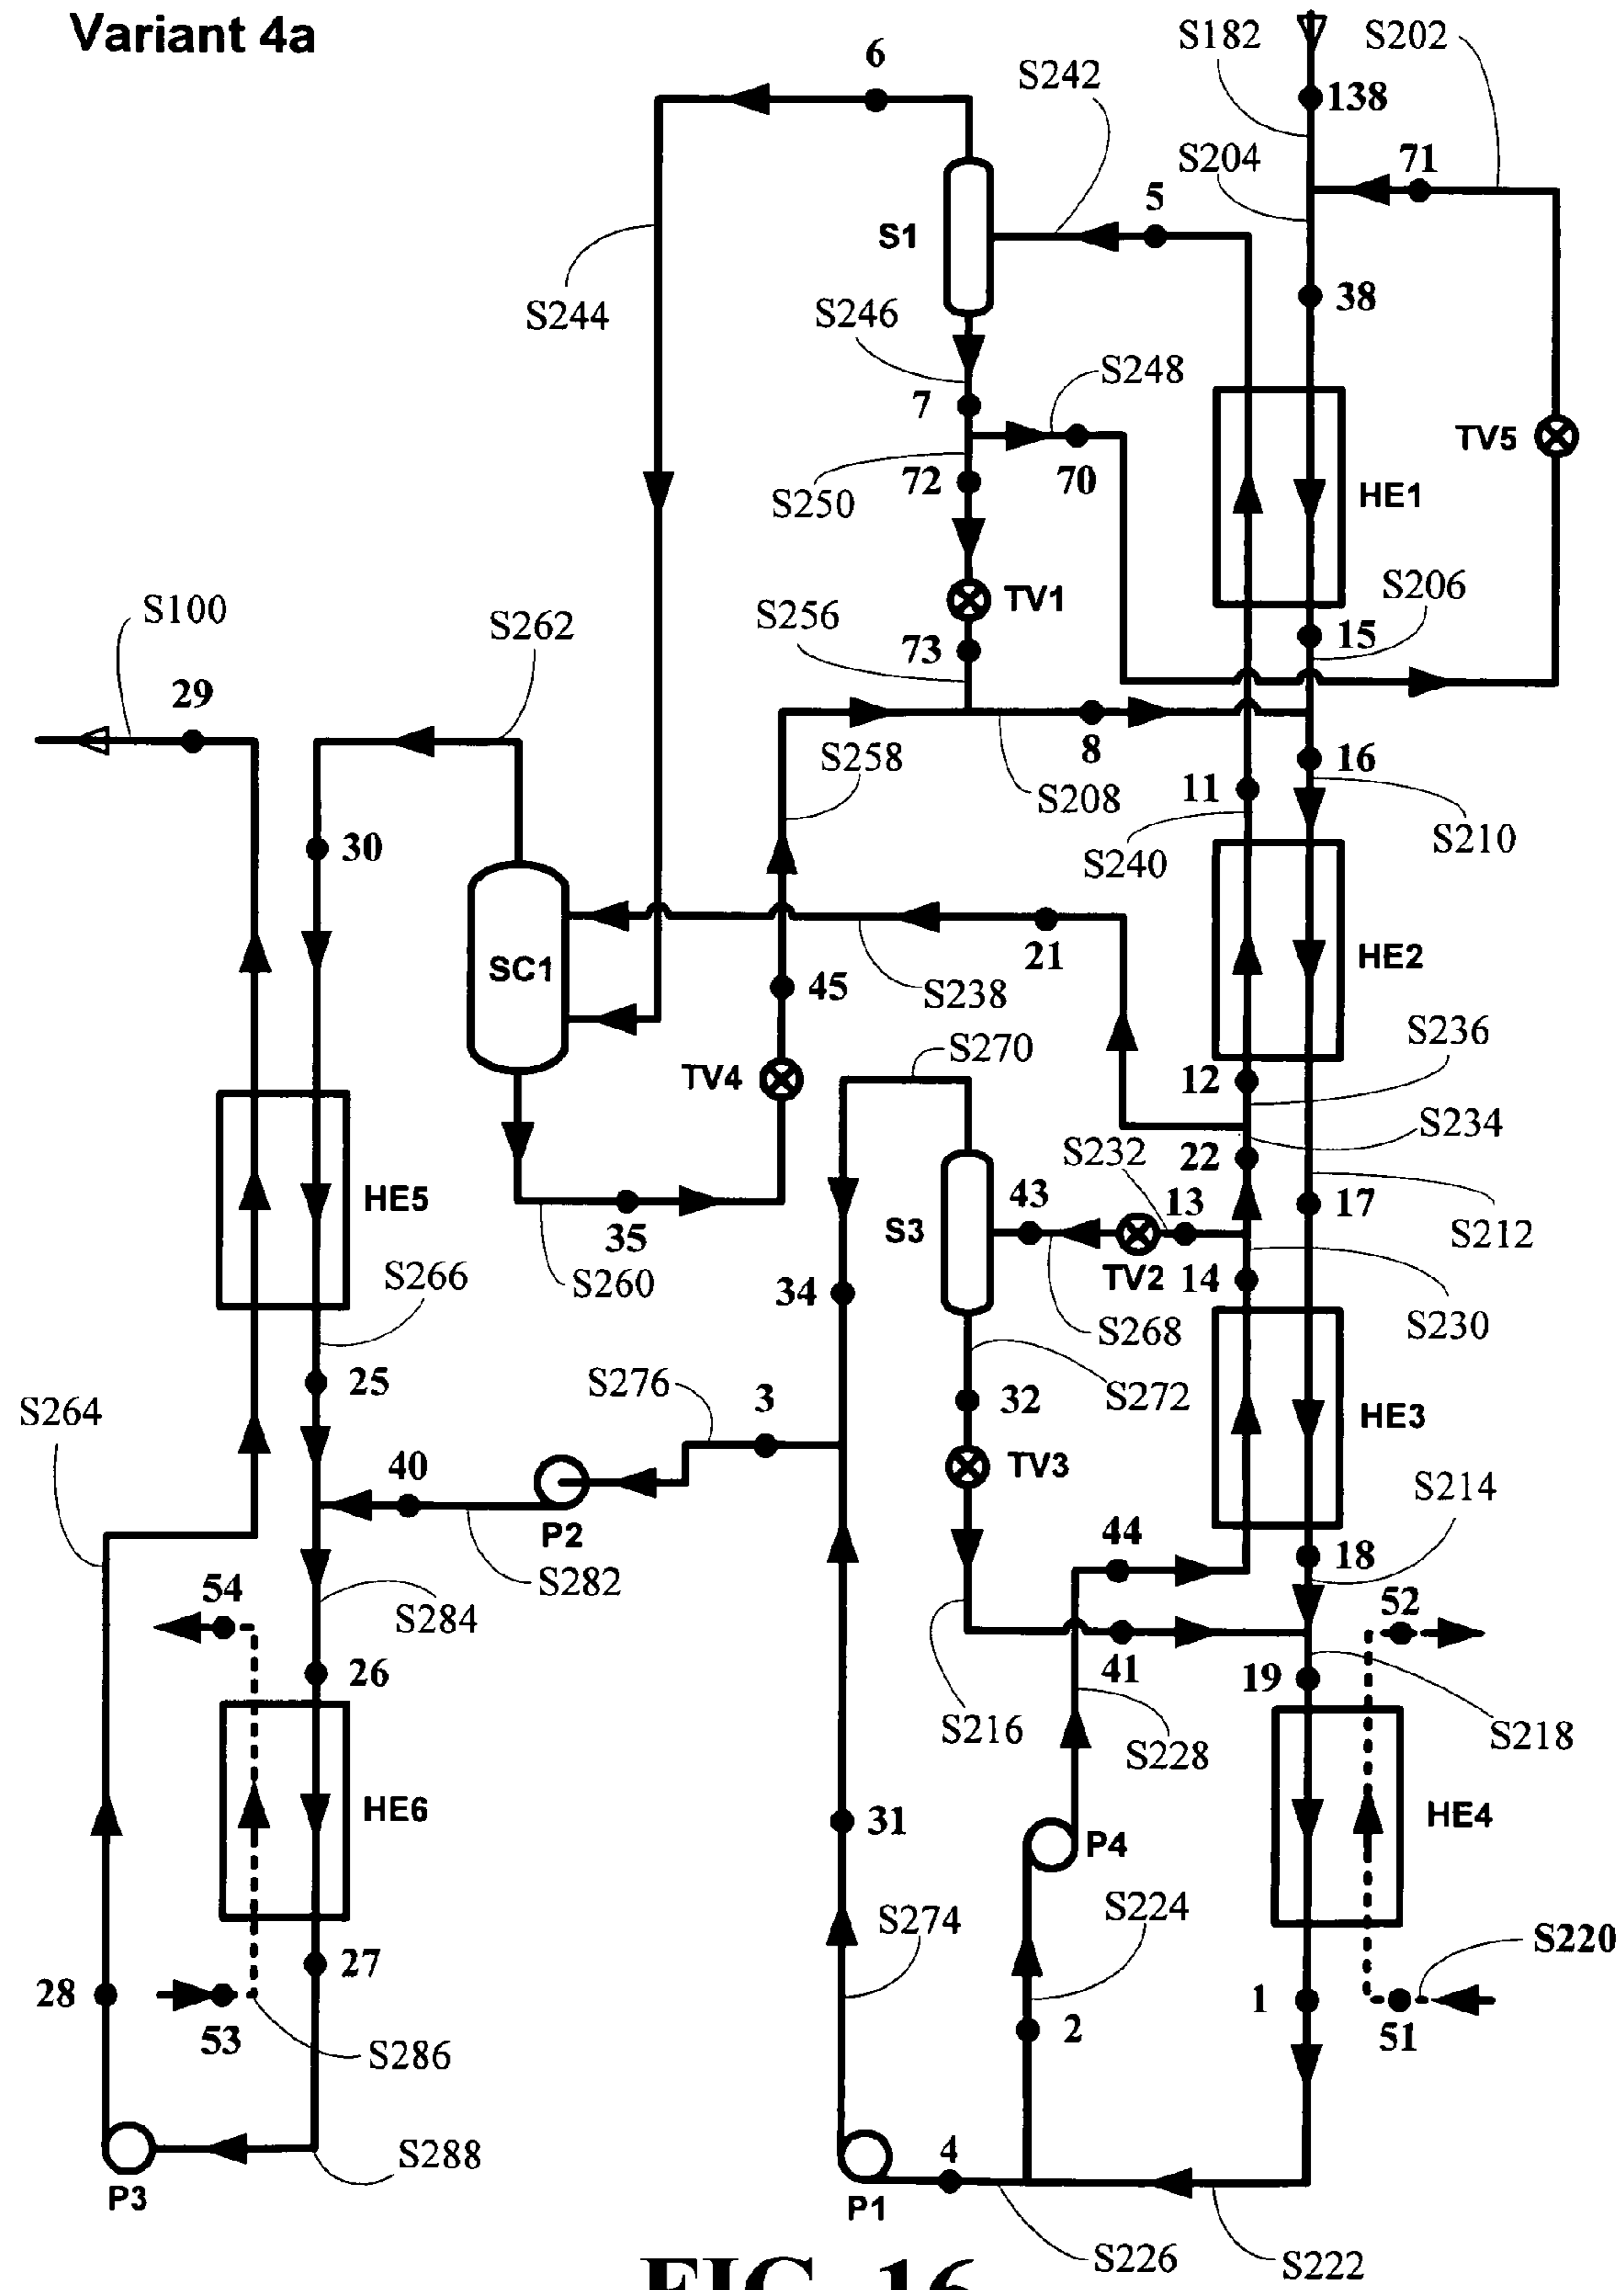 Variant 4a
6
S242
S182
S202
138
S204
71
5
S1
38
S244
S246
S248
7
TV5
72
70
HE1
S250
S100
S262
S256
TV1
S206
73
15
29
S258
8
16
30
11
S208
S240
S210
SC1
21
HE2
45
S238
S236
S270
TV4
12
S234
22
S232
HE5
S3
43
13
17
35
S212
S266
S260
34
TV2
14
S268
S230
25
S276
3
32
S272
HE3
S264
40
TV3
S214
P2
44
18
54
S282
52
S284
26
41
19
S216
S228
S218
HE6
31
P4
HE4
S274
S224
27
S220
28
1
53
2
51
S286
4
S288
P3
P1
S226
S222
FIG. 16